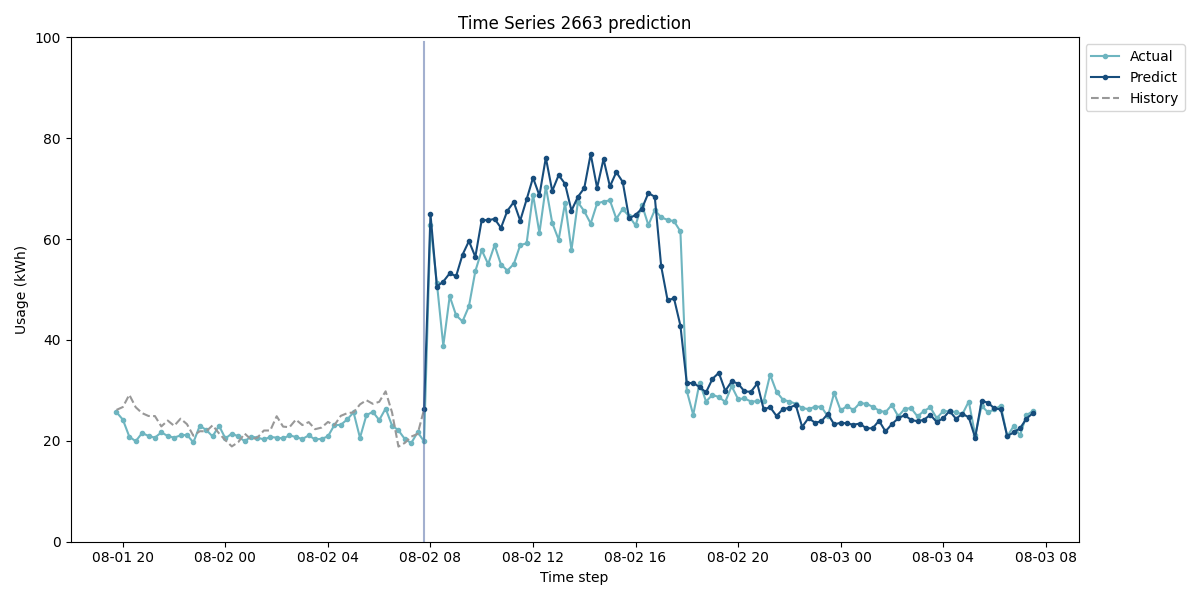 Time Series 2663 prediction
100
80
60
40
20
0
Usage (kWh)
08-01 20
08-02 00
08-02 04
08-02 08
08-02 12
08-02 16
08-02 20
08-03 00
08-03 04
08-03 08
Time step
Actual
Predict
History